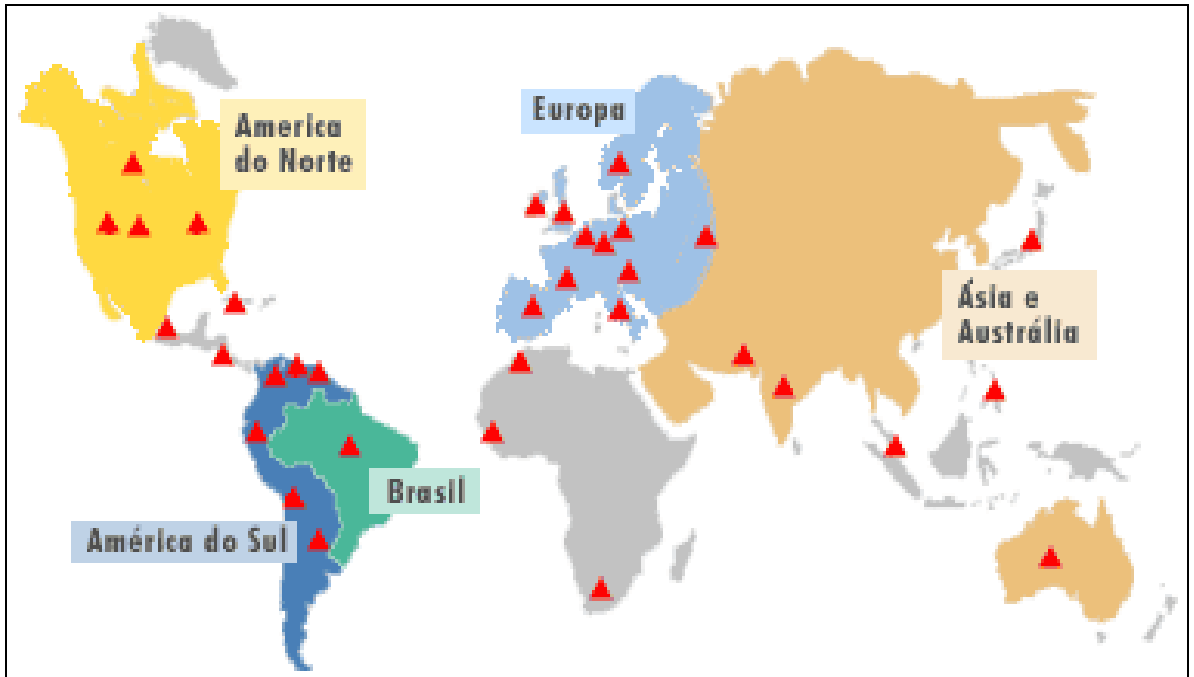 America
do Norte
Europa
Ásia e
Austrália
Brasil
América do Sul